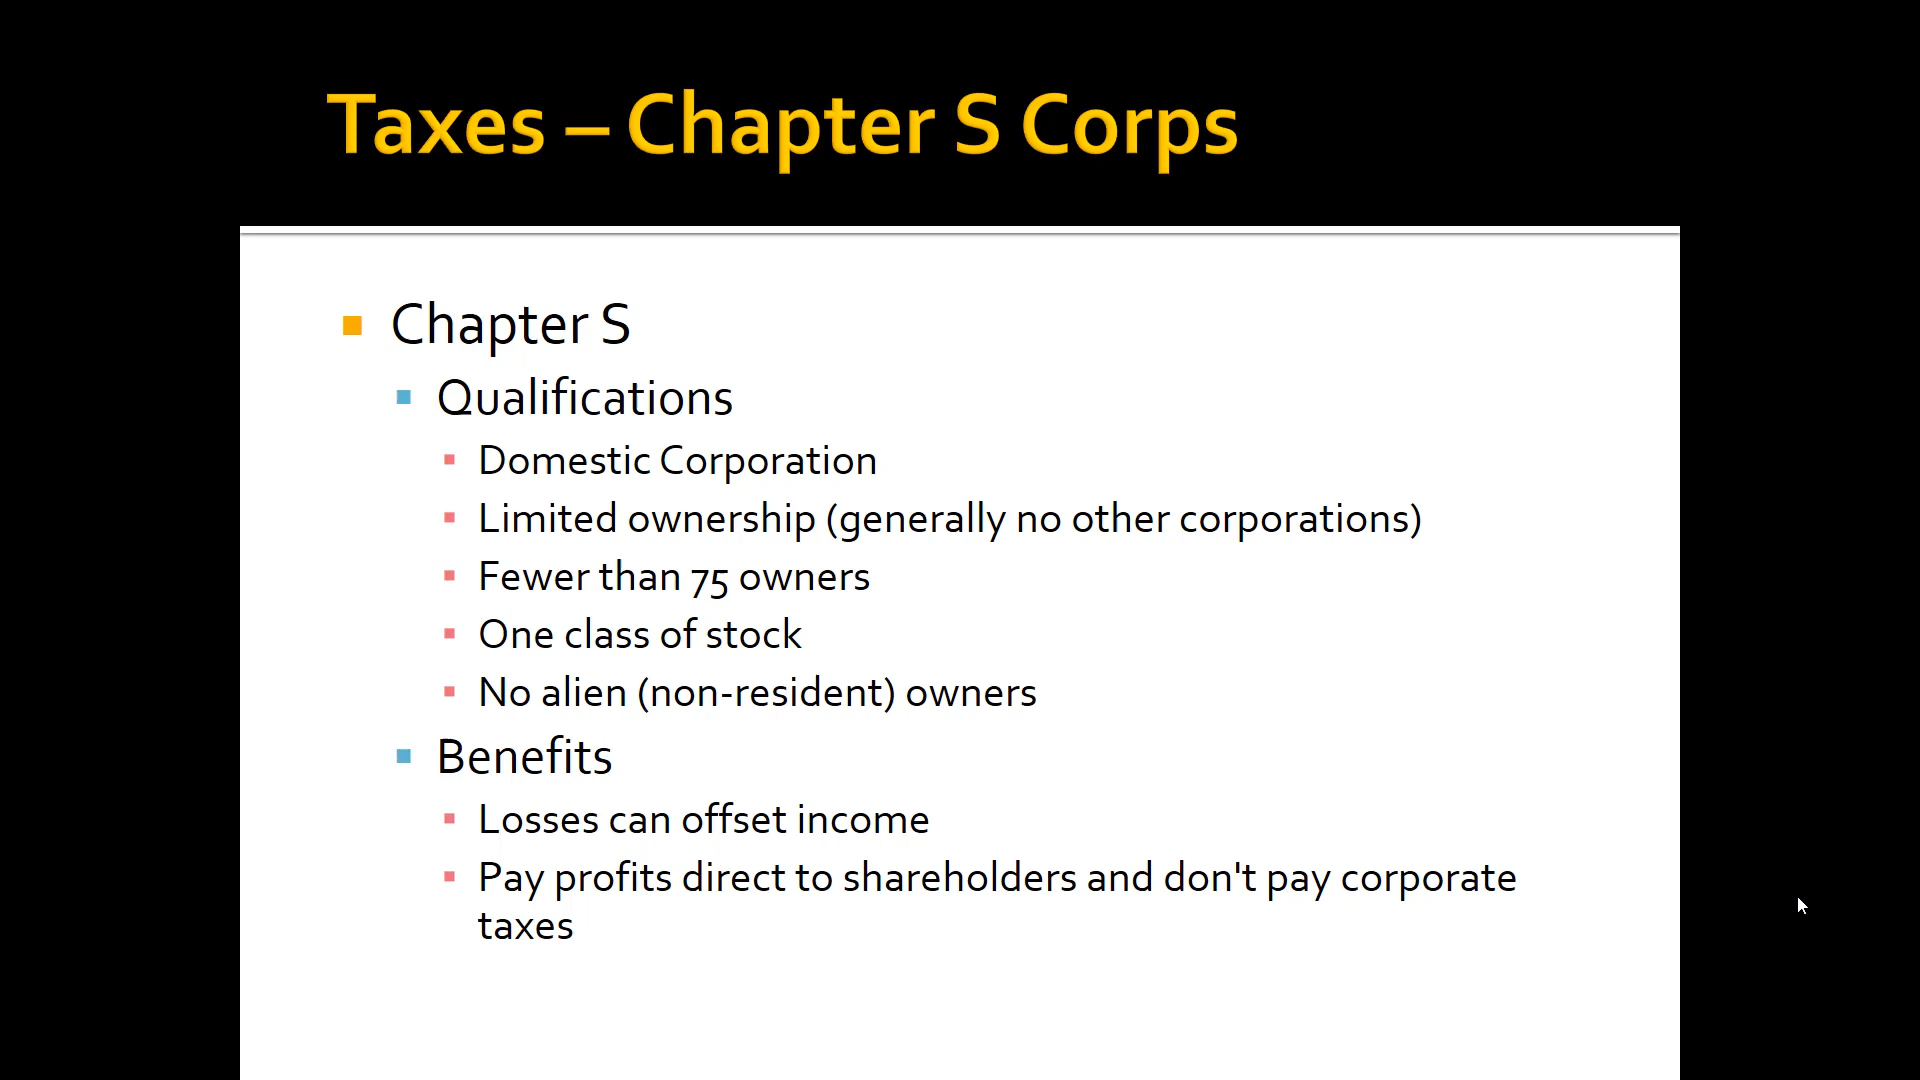 Taxes – Chapter S Corps
Chapter S
Qualifications
Domestic Corporation
Limited ownership (generally no other corporations)
Fewer than 75 owners
One class of stock
No alien (non-resident) owners
Benefits
Losses can offset income
Pay profits direct to shareholders and don't pay corporate
taxes